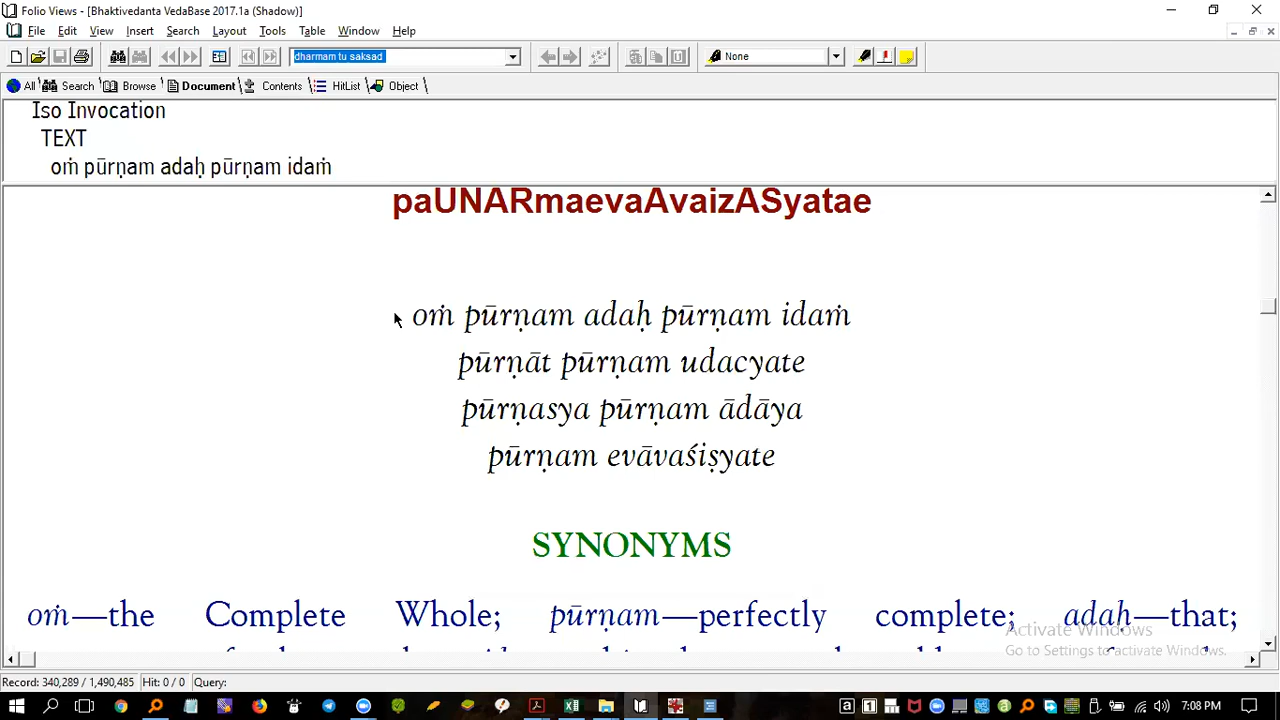 Folio Views - [Bhaktivedanta VedaBase 2017.1a (Shadow)]
File Edit View Insert Search Layout Tools Table Window Help
dharmam tu saksad None
All Search Browse Document Contents HitList Object
Iso Invocation
TEXT
oṁ pūrṇam adaḥ pūrṇam idaṁ
paUNARmaevaAvaizASyatae
oṁ pūrṇam adaḥ pūrṇam idaṁ
pūrṇāt pūrṇam udacyate
pūrṇasya pūrṇam ādāya
pūrṇam evāvaśiṣyate
SYNONYMS
oṁ—the Complete Whole; pūrṇam—perfectly complete; adaḥ—that;
Activate Windows
Go to Settings to activate Windows.
Record: 340,289 / 1,490,485 Hit: 0 / 0 Query:
7:08 PM